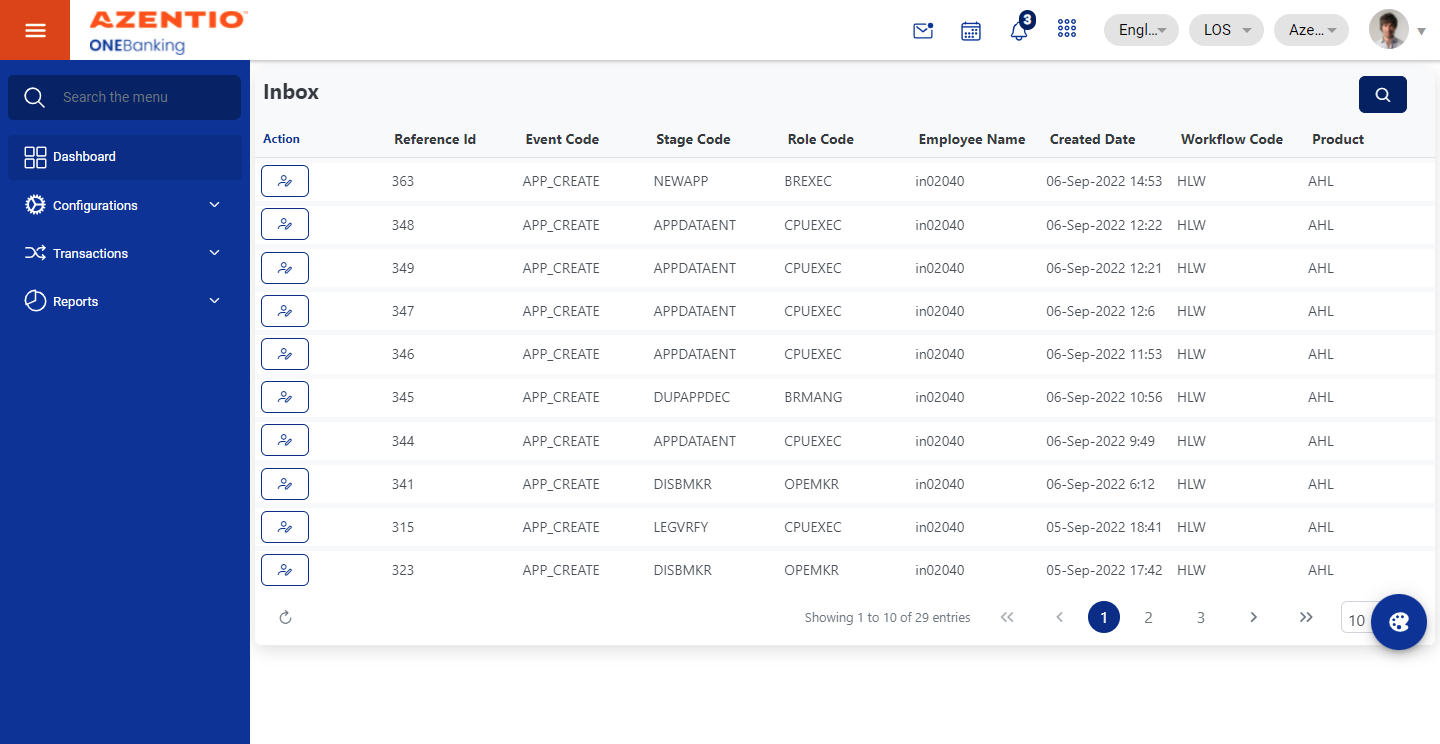 AZENTIO™
ONEBanking
3
Engl...
LOS
Aze...
Search the menu
Dashboard
Configurations
Transactions
Reports
Inbox
Action Reference Id Event Code Stage Code Role Code Employee Name Created Date Workflow Code Product
363 APP_CREATE NEWAPP BREXEC in02040 06-Sep-2022 14:53 HLW AHL
348 APP_CREATE APPDATAENT CPUEXEC in02040 06-Sep-2022 12:22 HLW AHL
349 APP_CREATE APPDATAENT CPUEXEC in02040 06-Sep-2022 12:21 HLW AHL
347 APP_CREATE APPDATAENT CPUEXEC in02040 06-Sep-2022 12:6 HLW AHL
346 APP_CREATE APPDATAENT CPUEXEC in02040 06-Sep-2022 11:53 HLW AHL
345 APP_CREATE DUPAPPDEC BRMANG in02040 06-Sep-2022 10:56 HLW AHL
344 APP_CREATE APPDATAENT CPUEXEC in02040 06-Sep-2022 9:49 HLW AHL
341 APP_CREATE DISBMKR OPEMKR in02040 06-Sep-2022 6:12 HLW AHL
315 APP_CREATE LEGVRFY CPUEXEC in02040 05-Sep-2022 18:41 HLW AHL
323 APP_CREATE DISBMKR OPEMKR in02040 05-Sep-2022 17:42 HLW AHL
Showing 1 to 10 of 29 entries 1 2 3 10